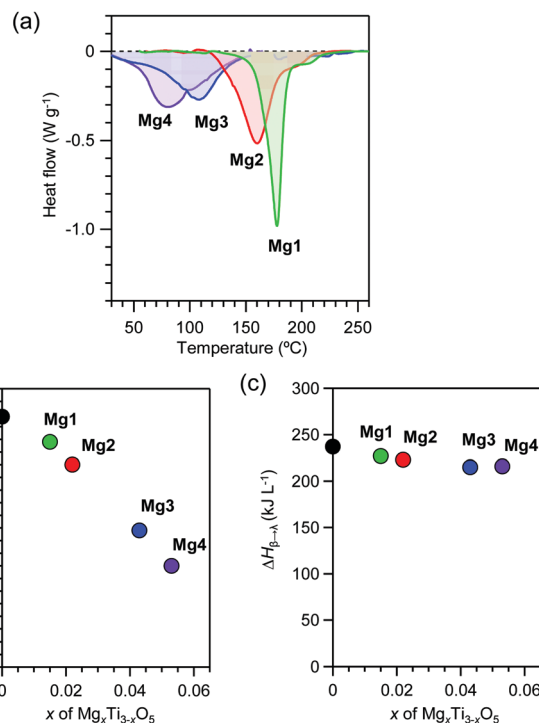 (a)
0
-0.5
-1.0
Heat flow (W g⁻¹)
Mg4
Mg3
Mg2
Mg1
50 100 150 200 250
Temperature (ºC)
Mg1
Mg2
Mg3
Mg4
0 0.02 0.04 0.06
x of MgₓTi₃₋ₓO₅
(c)
300
250
200
150
100
50
0
ΔHβ→λ (kJ L⁻¹)
Mg1
Mg2
Mg3
Mg4
0 0.02 0.04 0.06
x of MgₓTi₃₋ₓO₅